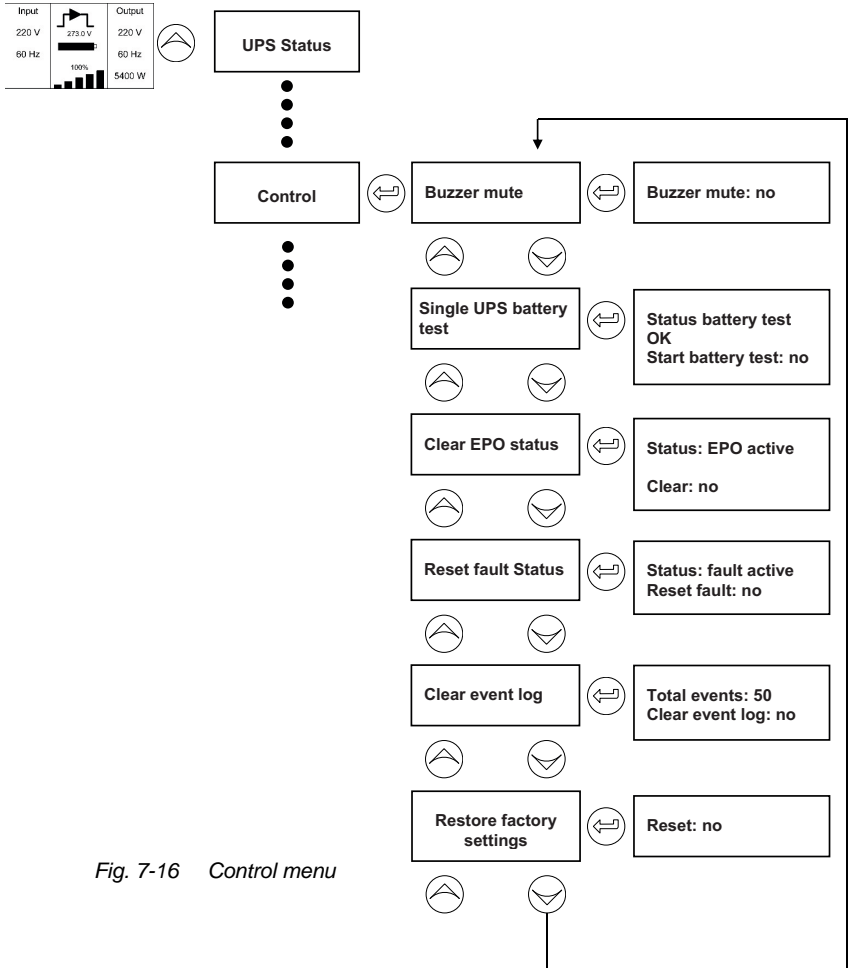 Input
220 V
60 Hz
273.0 V
100%
Output
220 V
60 Hz
5400 W
UPS Status
Control
Buzzer mute
Buzzer mute: no
Single UPS battery
test
Status battery test
OK
Start battery test: no
Clear EPO status
Status: EPO active
Clear: no
Reset fault Status
Status: fault active
Reset fault: no
Clear event log
Total events: 50
Clear event log: no
Restore factory
settings
Reset: no
Fig. 7-16 Control menu